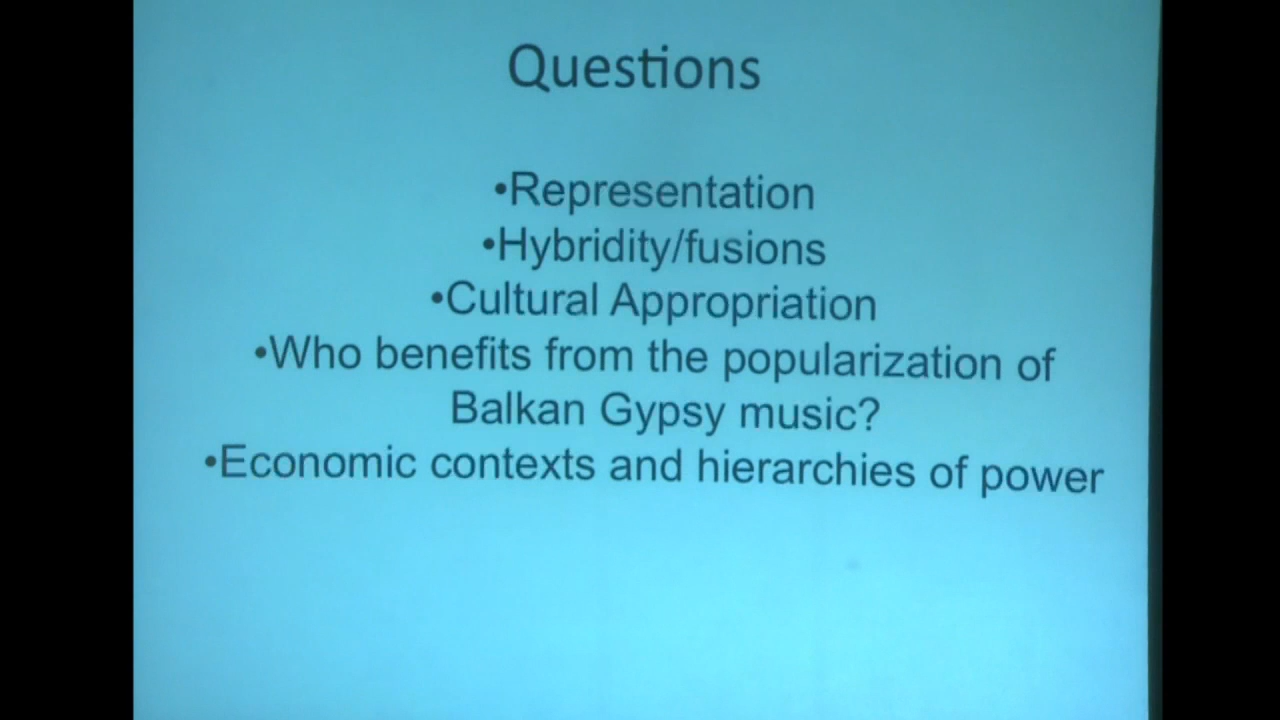 Questions
•Representation
•Hybridity/fusions
•Cultural Appropriation
•Who benefits from the popularization of
Balkan Gypsy music?
•Economic contexts and hierarchies of power